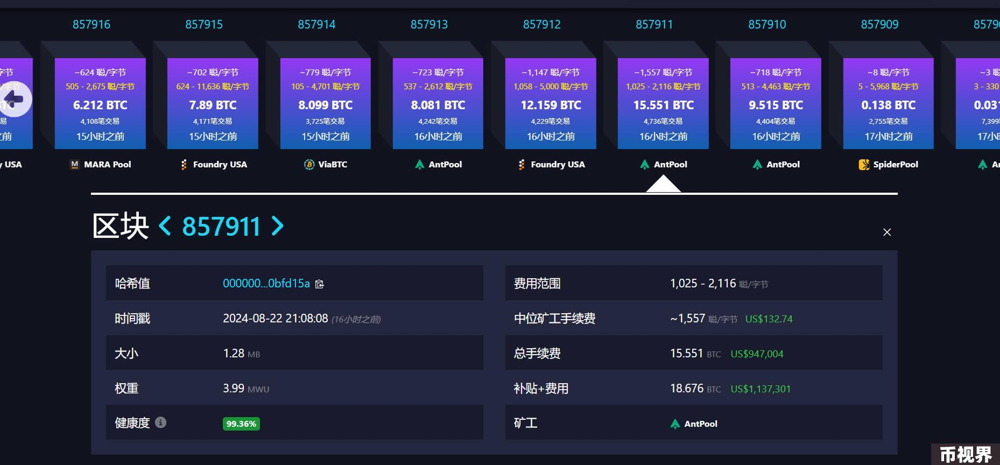 857916
857915
857914
857913
857912
857911
857910
857909
8579
字节
~624 聪/字节
~702 聪/字节
~779 聪/字节
~723 聪/字节
~1,147 聪/字节
~1,557 聪/字节
~718 聪/字节
~8 聪/字节
~3 聪
/字节
505 - 2,675 聪/字节
624 - 11,636 聪/字节
105 - 4,701 聪/字节
537 - 2,612 聪/字节
1,058 - 5,000 聪/字节
1,025 - 2,116 聪/字节
513 - 4,463 聪/字节
5 - 5,968 聪/字节
3 - 330
6.212 BTC
7.89 BTC
8.099 BTC
8.081 BTC
12.159 BTC
15.551 BTC
9.515 BTC
0.138 BTC
0.031
易
4,108笔交易
4,171笔交易
3,725笔交易
4,242笔交易
4,229笔交易
4,736笔交易
4,404笔交易
2,755笔交易
7,399
之前
15小时之前
15小时之前
15小时之前
16小时之前
16小时之前
16小时之前
16小时之前
17小时之前
17小
y USA
MARA Pool
Foundry USA
ViaBTC
AntPool
Foundry USA
AntPool
AntPool
SpiderPool
A
区块 < 857911 >
哈希值 000000...0bfd15a
费用范围 1,025 - 2,116 聪/字节
时间戳 2024-08-22 21:08:08 (16小时之前)
中位矿工手续费 ~1,557 聪/字节 US$132.74
大小 1.28 MB
总手续费 15.551 BTC US$947,004
权重 3.99 MWU
补贴+费用 18.676 BTC US$1,137,301
健康度 99.36%
矿工 AntPool
币视界